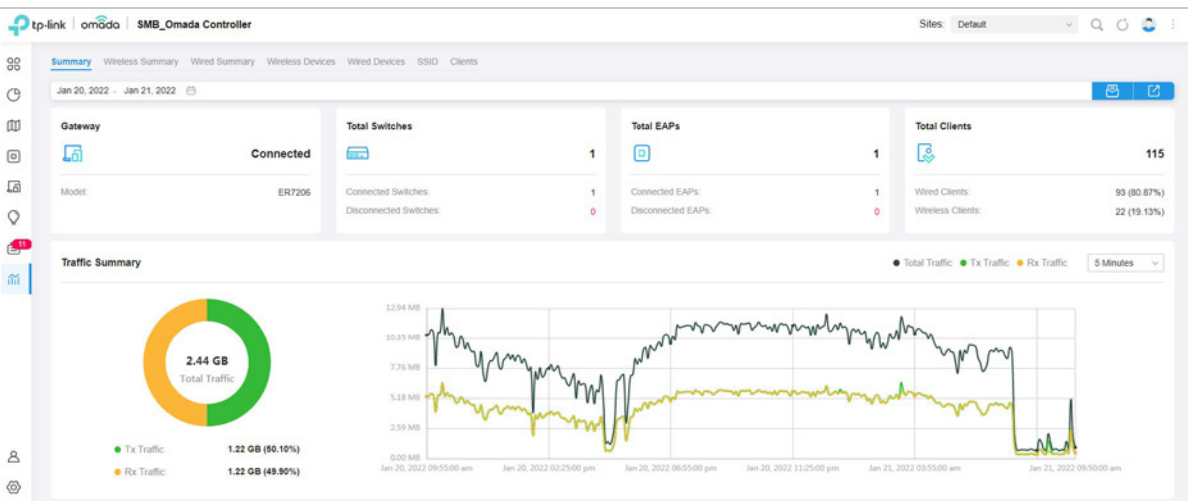 tp-link omada SMB_Omada Controller Sites: Default
Summary Wireless Summary Wired Summary Wireless Devices Wired Devices SSID Clients
Jan 20, 2022 - Jan 21, 2022
Gateway
Connected
Model: ER7206
Total Switches
1
Connected Switches: 1
Disconnected Switches: 0
Total EAPs
1
Connected EAPs: 1
Disconnected EAPs: 0
Total Clients
115
Wired Clients: 93 (80.87%)
Wireless Clients: 22 (19.13%)
11
Traffic Summary
Total Traffic Tx Traffic Rx Traffic 5 Minutes
2.44 GB
Total Traffic
Tx Traffic 1.22 GB (50.10%)
Rx Traffic 1.22 GB (49.90%)
12.94 MB
10.35 MB
7.76 MB
5.18 MB
2.59 MB
0.00 MB
Jan 20, 2022 09:55:00 am Jan 20, 2022 02:25:00 pm Jan 20, 2022 06:55:00 pm Jan 20, 2022 11:25:00 pm Jan 21, 2022 03:55:00 am Jan 21, 2022 09:50:00 am